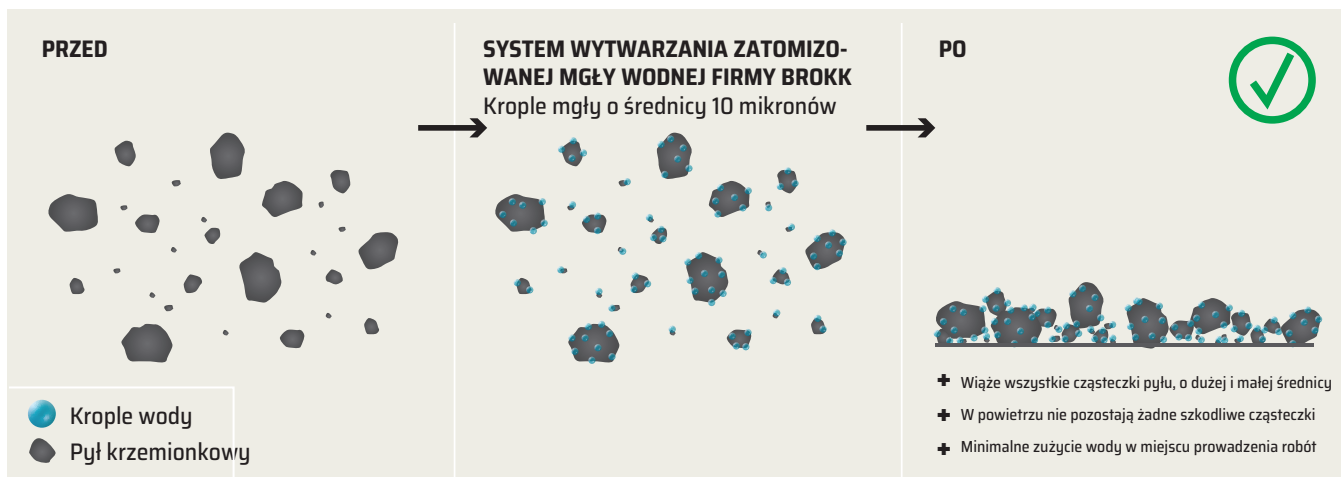 PRZED
SYSTEM WYTWARZANIA ZATOMIZO-
WANEJ MGŁY WODNEJ FIRMY BROKK
Krople mgły o średnicy 10 mikronów
PO
Krople wody
Pył krzemionkowy
Wiąże wszystkie cząsteczki pyłu, o dużej i małej średnicy
W powietrzu nie pozostają żadne szkodliwe cząsteczki
Minimalne zużycie wody w miejscu prowadzenia robót